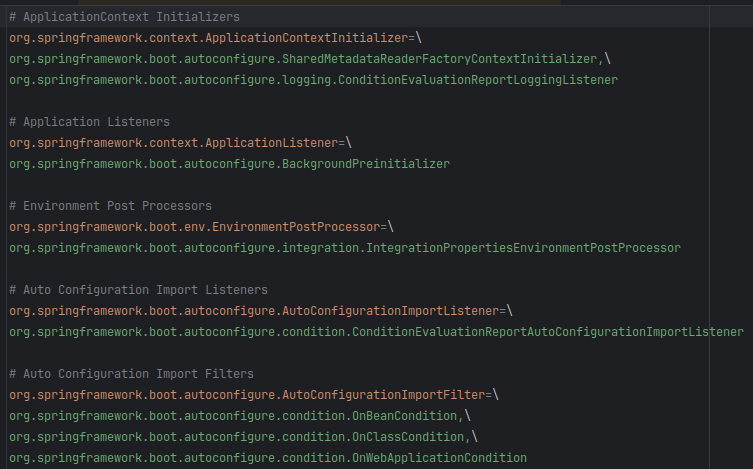 # ApplicationContext Initializers
org.springframework.context.ApplicationContextInitializer=\
org.springframework.boot.autoconfigure.SharedMetadataReaderFactoryContextInitializer,\
org.springframework.boot.autoconfigure.logging.ConditionEvaluationReportLoggingListener

# Application Listeners
org.springframework.context.ApplicationListener=\
org.springframework.boot.autoconfigure.BackgroundPreinitializer

# Environment Post Processors
org.springframework.boot.env.EnvironmentPostProcessor=\
org.springframework.boot.autoconfigure.integration.IntegrationPropertiesEnvironmentPostProcessor

# Auto Configuration Import Listeners
org.springframework.boot.autoconfigure.AutoConfigurationImportListener=\
org.springframework.boot.autoconfigure.condition.ConditionEvaluationReportAutoConfigurationImportListener

# Auto Configuration Import Filters
org.springframework.boot.autoconfigure.AutoConfigurationImportFilter=\
org.springframework.boot.autoconfigure.condition.OnBeanCondition,\
org.springframework.boot.autoconfigure.condition.OnClassCondition,\
org.springframework.boot.autoconfigure.condition.OnWebApplicationCondition